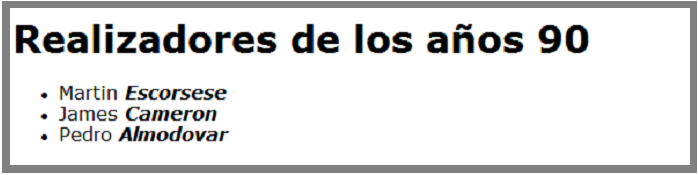 Realizadores de los años 90
• Martin Escorsese
• James Cameron
• Pedro Almodovar